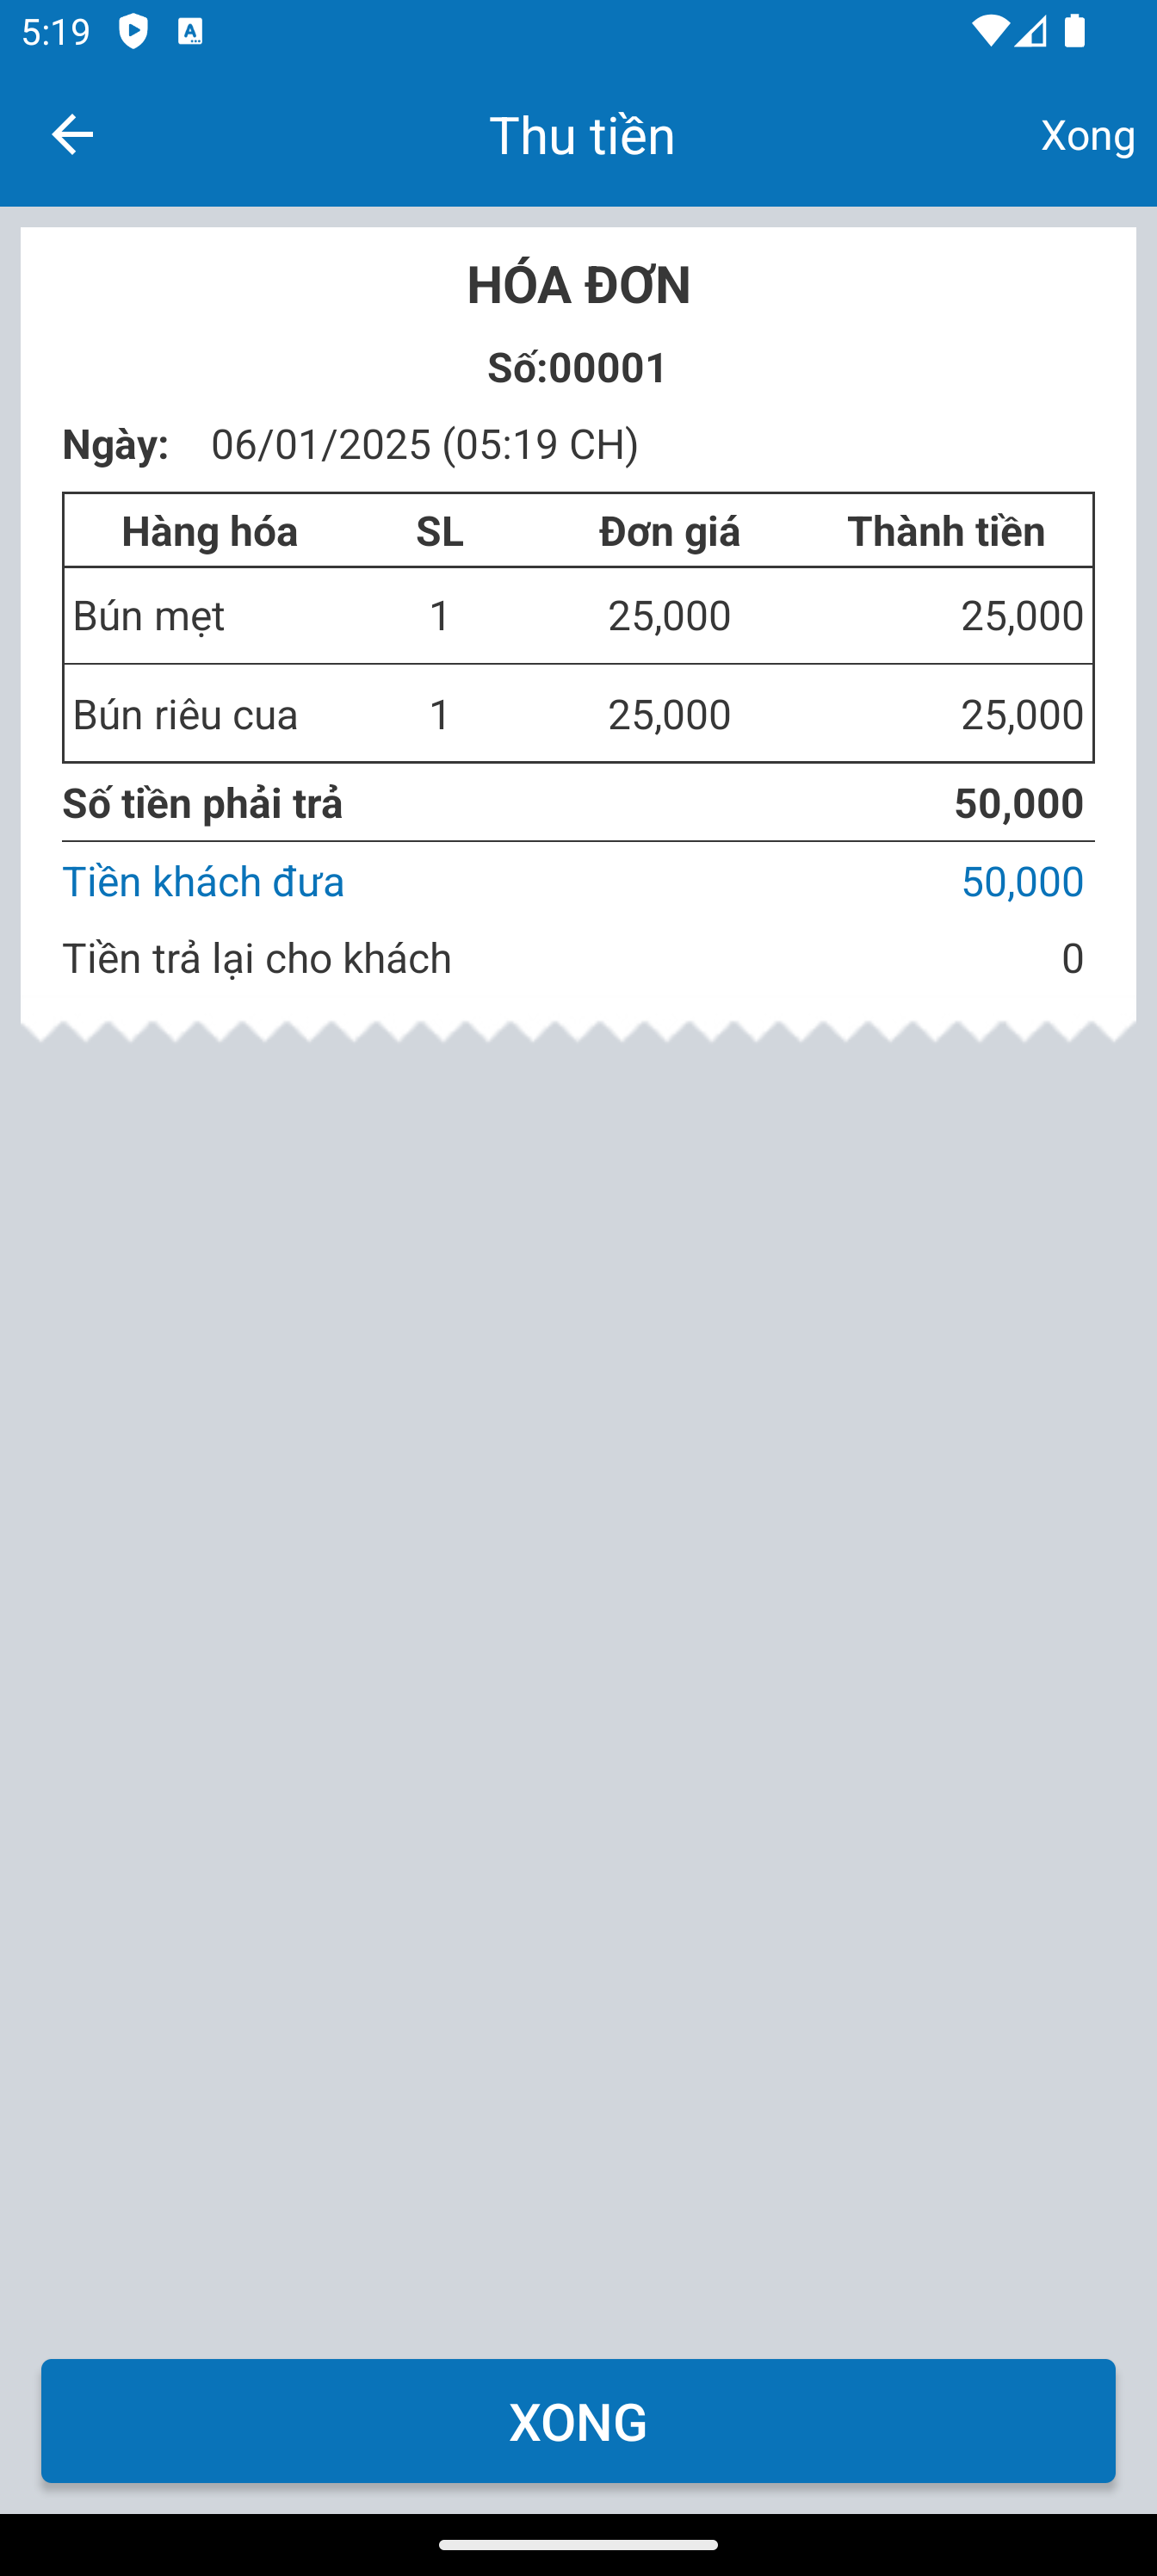 5:19
Thu tiền
Xong
HÓA ĐƠN
Số:00001
Ngày: 06/01/2025 (05:19 CH)
Hàng hóa SL Đơn giá Thành tiền
Bún mẹt 1 25,000 25,000
Bún riêu cua 1 25,000 25,000
Số tiền phải trả 50,000
Tiền khách đưa 50,000
Tiền trả lại cho khách 0
XONG